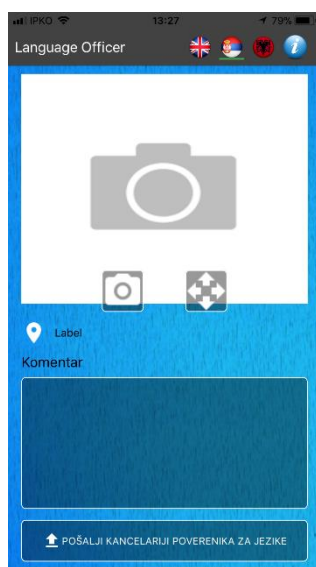 IPKO 13:27 79%
Language Officer
Label
Komentar
POŠALJI KANCELARIJI POVERENIKA ZA JEZIKE